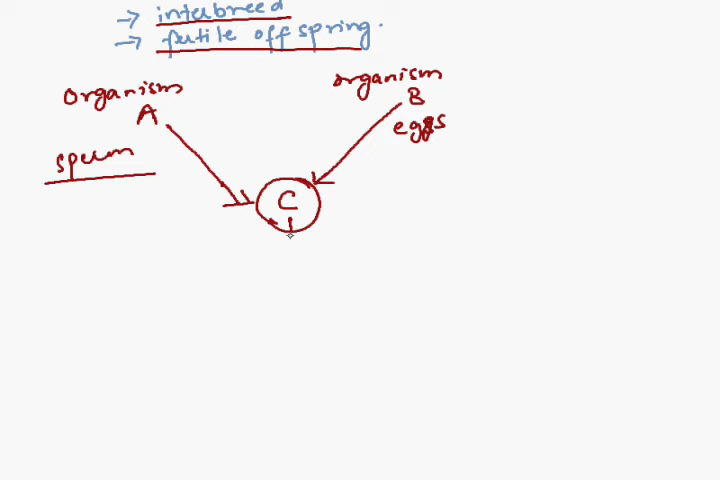 → interbreed
→ fertile offspring.
organism
A
organism
B
eggs
sperm
C